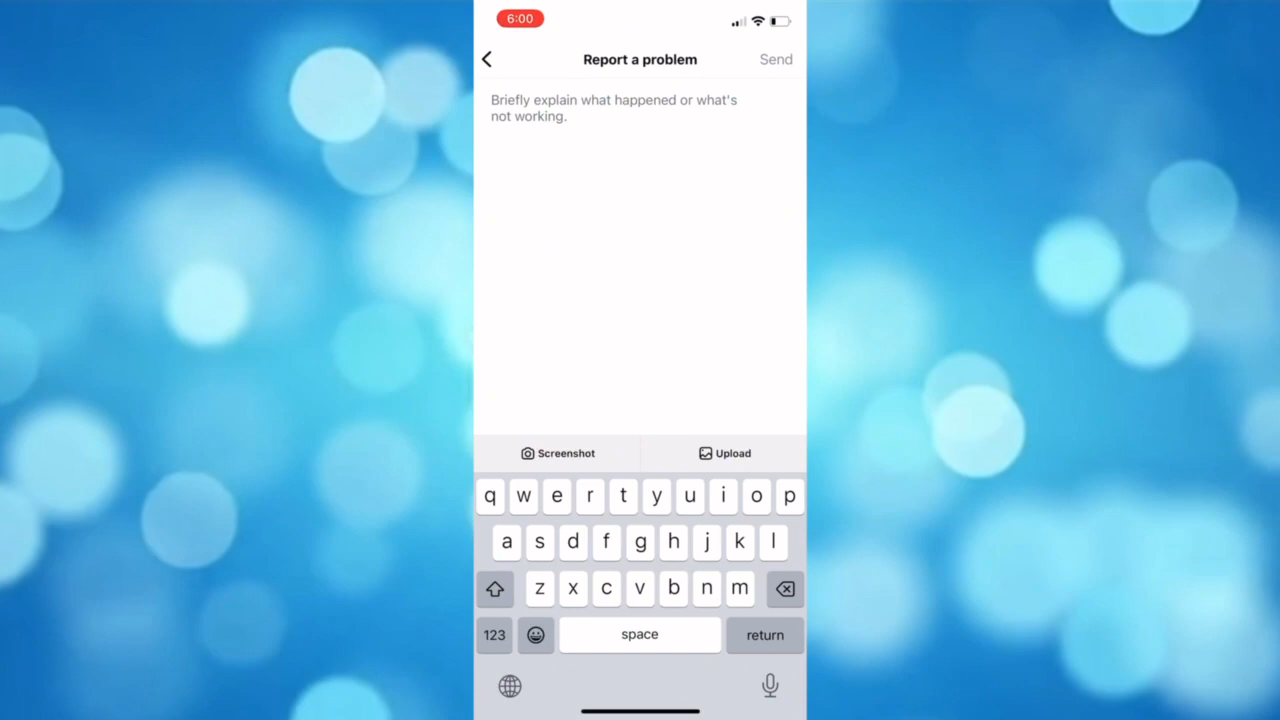 6:00
Report a problem
Send
Briefly explain what happened or what's
not working.
Screenshot
Upload
q w e r t y u i o p
a s d f g h j k l
z x c v b n m
123
space
return